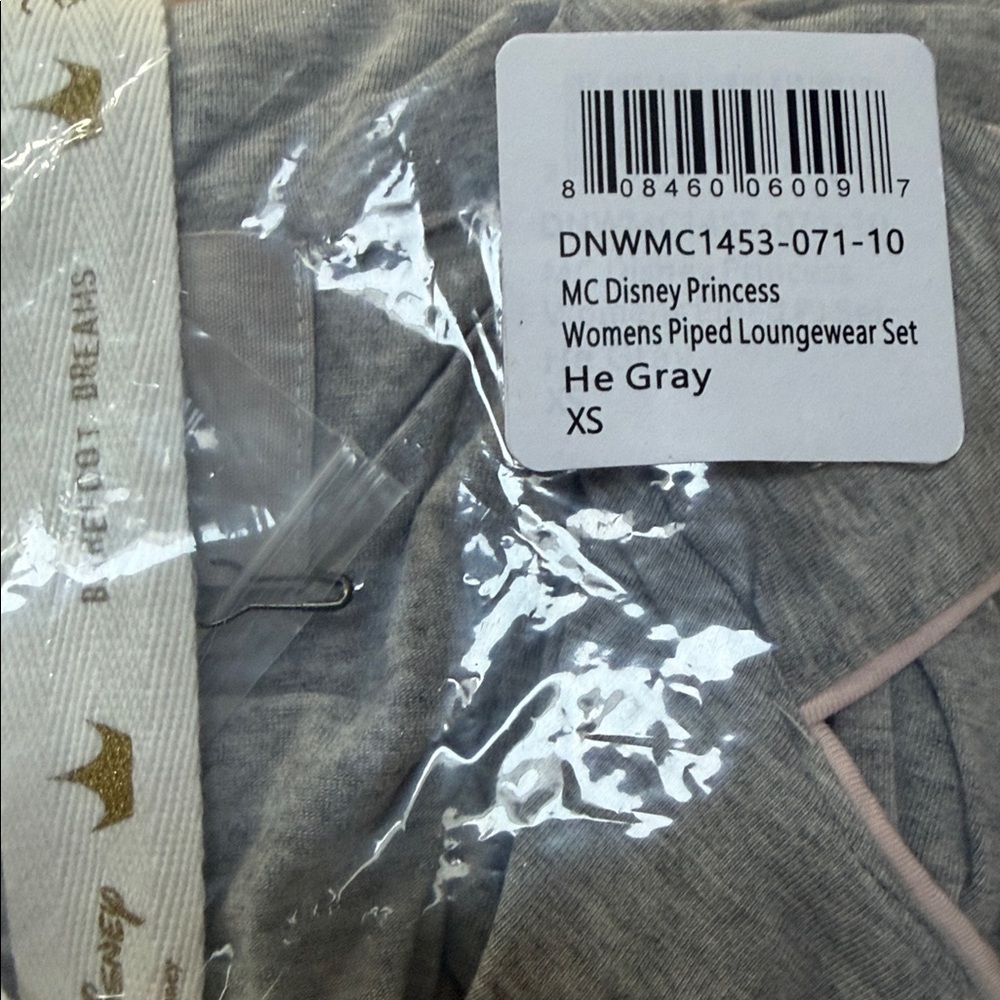 8 08460 06009 7
DNWMC1453-071-10
MC Disney Princess
Womens Piped Loungewear Set
He Gray
XS
BAREFOOT DREAMS